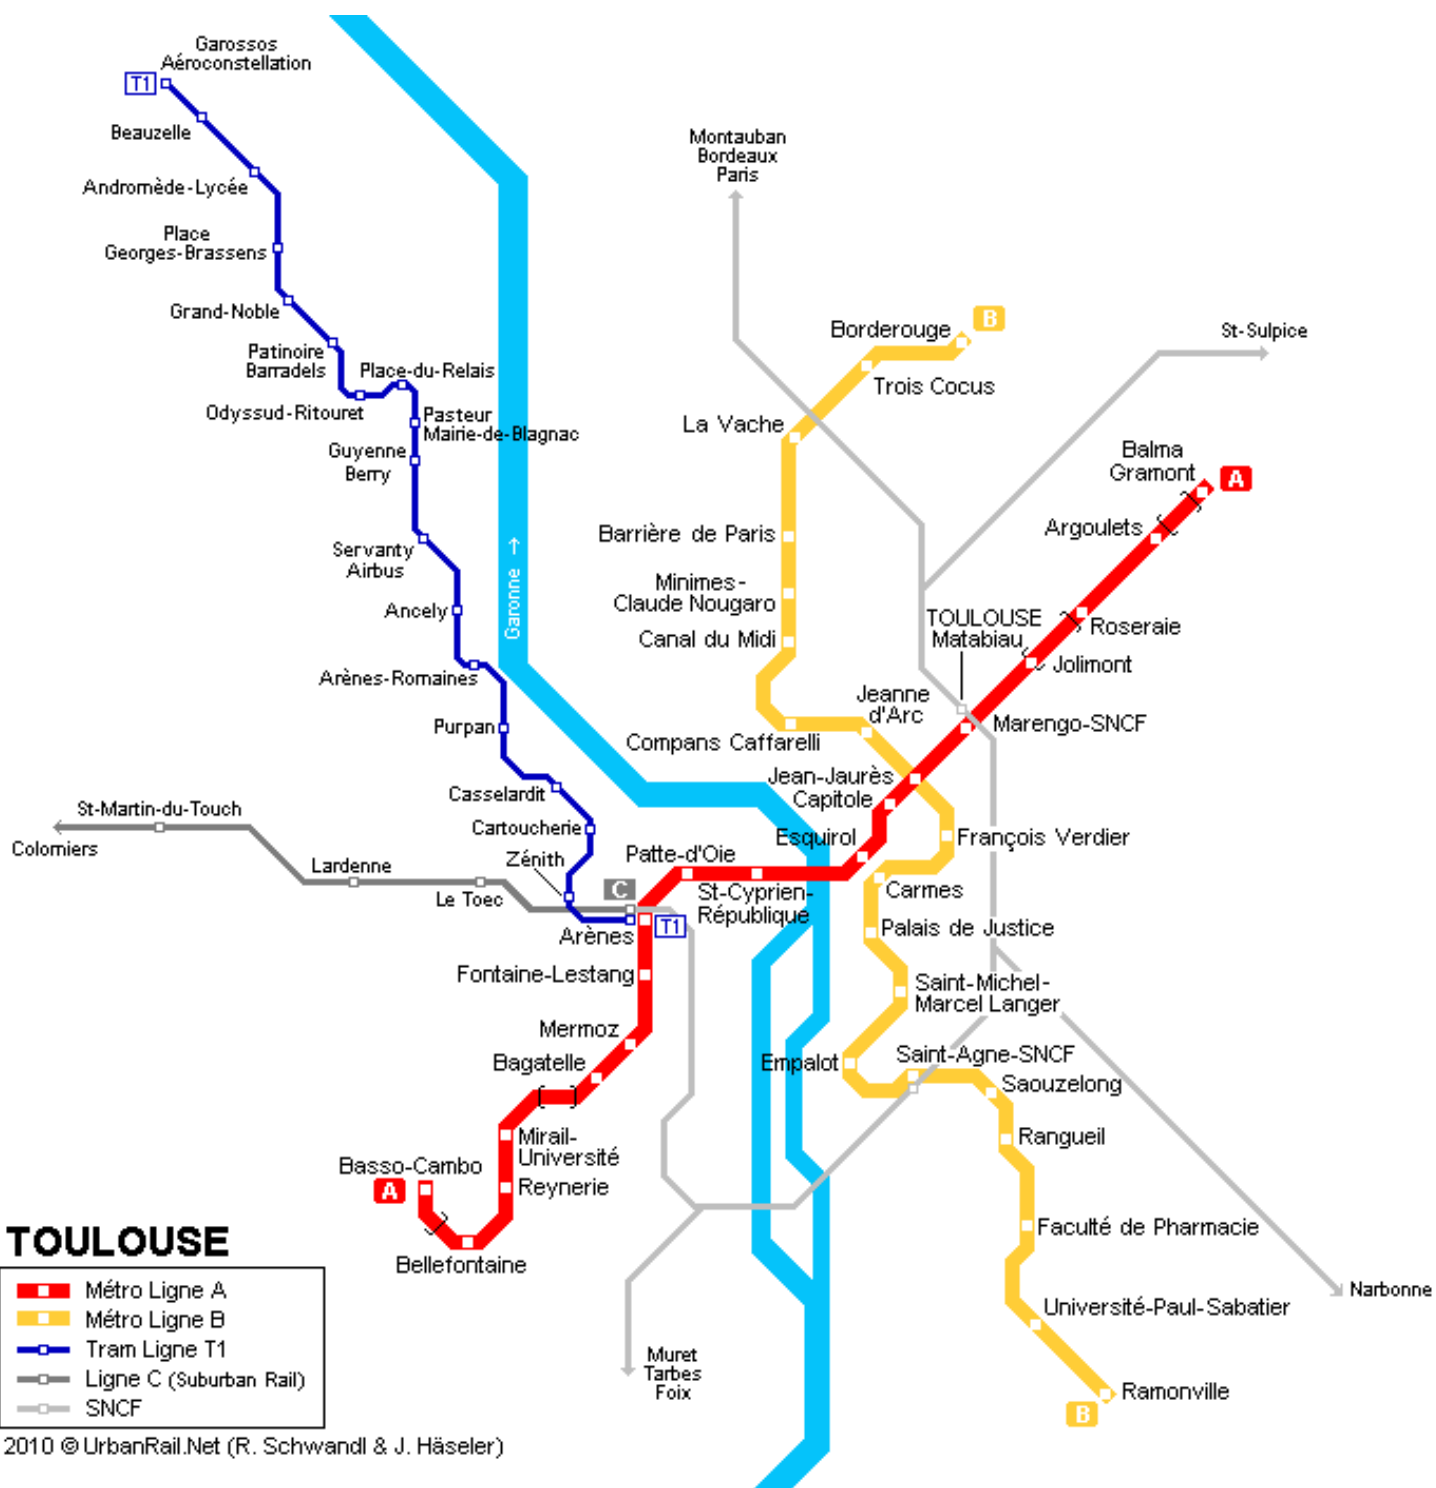 Garossos
Aéroconstellation
T1
Beauzelle
Andromède-Lycée
Place
Georges-Brassens
Grand-Noble
Patinoire
Barradels
Place-du-Relais
Odyssud-Ritouret
Pasteur
Mairie-de-Blagnac
Guyenne
Berry
Servanty
Airbus
Ancely
Arènes-Romaines
Purpan
Casselardit
Cartoucherie
Zénith
Garonne →
Montauban
Bordeaux
Paris
St-Sulpice
B
Borderouge
Trois Cocus
La Vache
Barrière de Paris
Minimes-
Claude Nougaro
Canal du Midi
Compans Caffarelli
Jeanne
d'Arc
Balma
Gramont
A
Argoulets
Roseraie
Jolimont
TOULOUSE
Matabiau
Marengo-SNCF
Jean-Jaurès
Capitole
Esquirol
François Verdier
Carmes
Palais de Justice
Saint-Michel-
Marcel Langer
Empalot
Saint-Agne-SNCF
Saouzelong
Rangueil
Faculté de Pharmacie
Université-Paul-Sabatier
Ramonville
B
Narbonne
St-Martin-du-Touch
Colomiers
Lardenne
Le Toec
C
Patte-d'Oie
St-Cyprien-
République
T1
Arènes
Fontaine-Lestang
Mermoz
Bagatelle
Mirail-
Université
Reynerie
Basso-Cambo
A
Bellefontaine
Muret
Tarbes
Foix
TOULOUSE
Métro Ligne A
Métro Ligne B
Tram Ligne T1
Ligne C (Suburban Rail)
SNCF
2010 © UrbanRail.Net (R. Schwandl & J. Häseler)